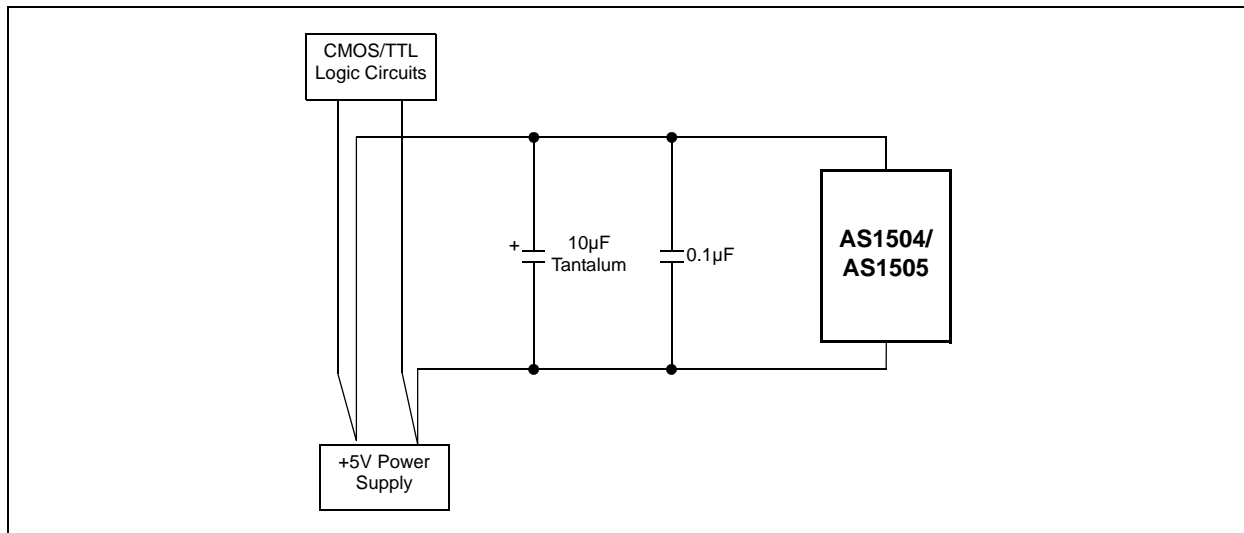 CMOS/TTL
Logic Circuits
+ 10µF
Tantalum
0.1µF
AS1504/
AS1505
+5V Power
Supply